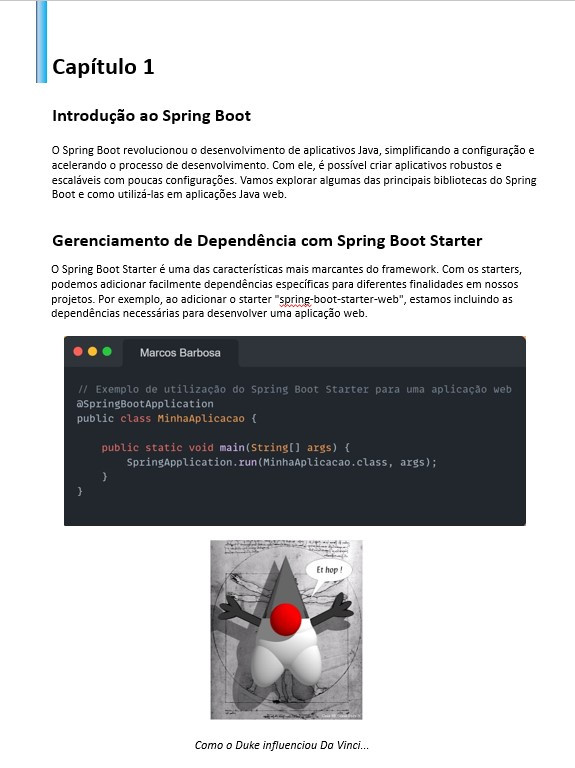 Capítulo 1
Introdução ao Spring Boot
O Spring Boot revolucionou o desenvolvimento de aplicativos Java, simplificando a configuração e
acelerando o processo de desenvolvimento. Com ele, é possível criar aplicativos robustos e
escaláveis com poucas configurações. Vamos explorar algumas das principais bibliotecas do Spring
Boot e como utilizá-las em aplicações Java web.
Gerenciamento de Dependência com Spring Boot Starter
O Spring Boot Starter é uma das características mais marcantes do framework. Com os starters,
podemos adicionar facilmente dependências específicas para diferentes finalidades em nossos
projetos. Por exemplo, ao adicionar o starter "spring-boot-starter-web", estamos incluindo as
dependências necessárias para desenvolver uma aplicação web.
Marcos Barbosa
// Exemplo de utilização do Spring Boot Starter para uma aplicação web
@SpringBootApplication
public class MinhaAplicacao {
public static void main(String[] args) {
SpringApplication.run(MinhaAplicacao.class, args);
}
}
Et hop !
Como o Duke influenciou Da Vinci...